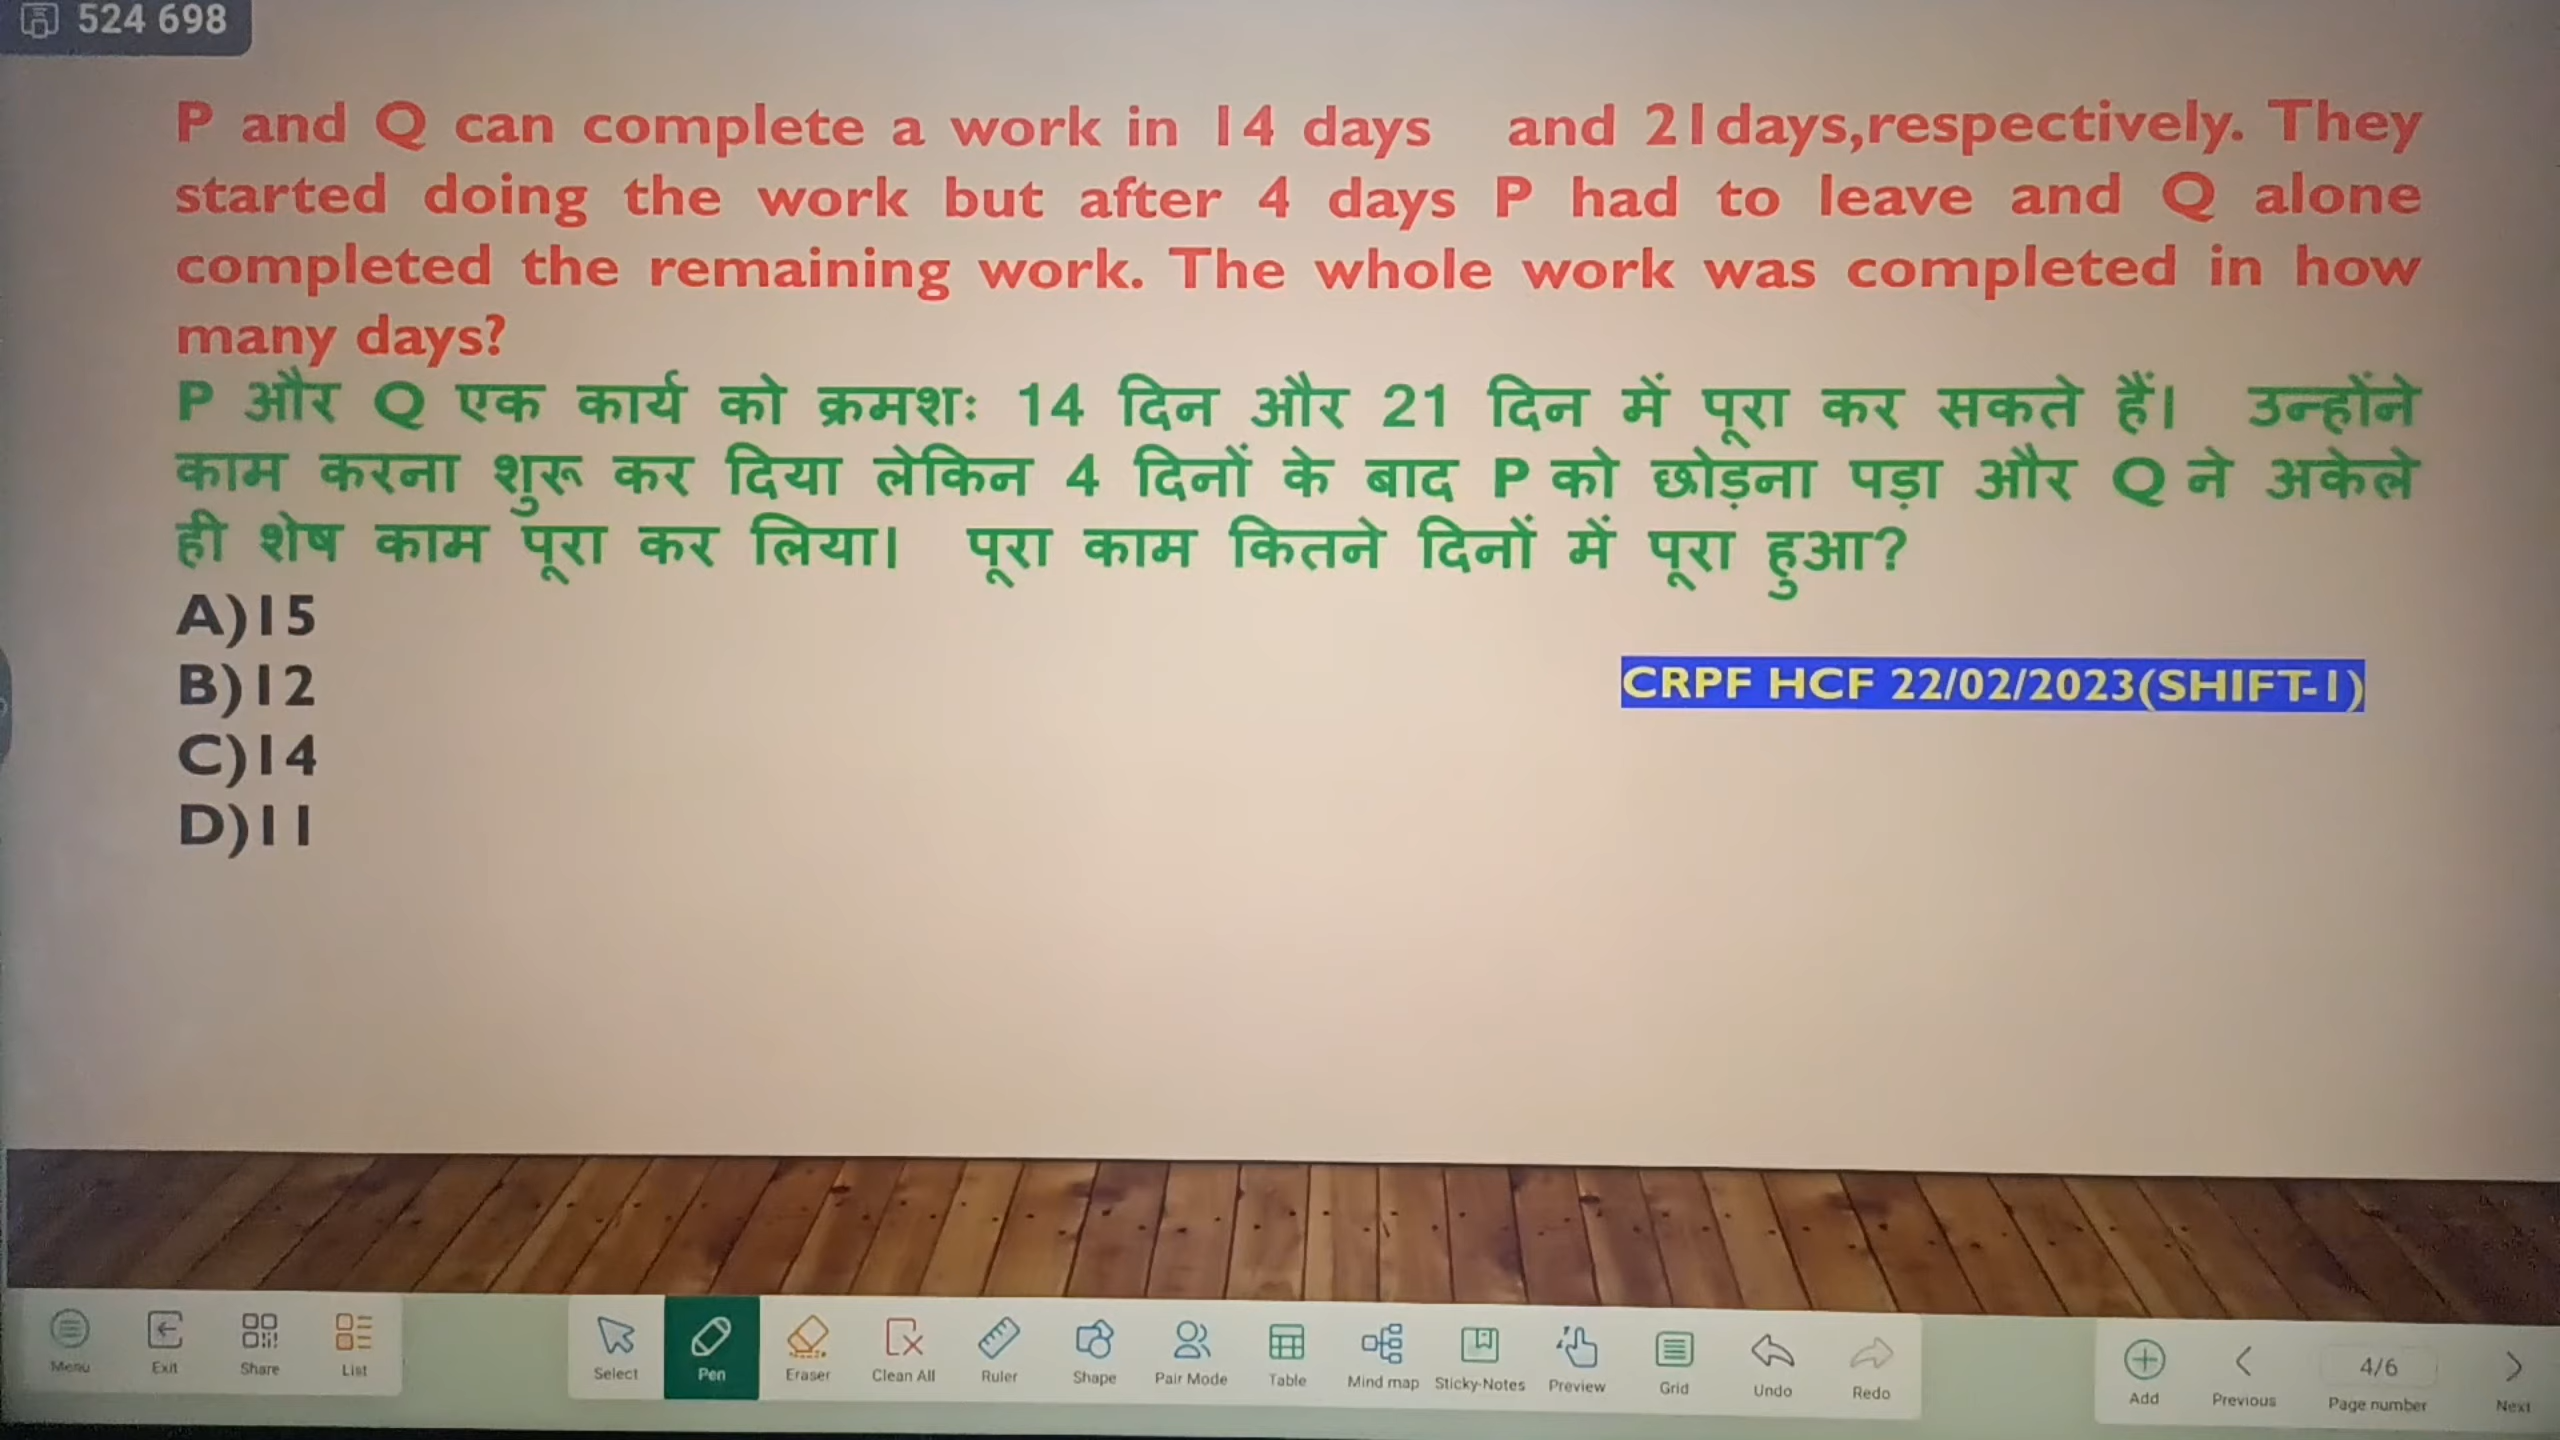 524 698
P and Q can complete a work in 14 days and 21days,respectively. They
started doing the work but after 4 days P had to leave and Q alone
completed the remaining work. The whole work was completed in how
many days?
P और Q एक कार्य को क्रमशः 14 दिन और 21 दिन में पूरा कर सकते हैं। उन्होंने
काम करना शुरू कर दिया लेकिन 4 दिनों के बाद P को छोड़ना पड़ा और Q ने अकेले
ही शेष काम पूरा कर लिया। पूरा काम कितने दिनों में पूरा हुआ?
A)15
B)12
CRPF HCF 22/02/2023(SHIFT-1)
C)14
D)11
Menu Exit Share List Select Pen Eraser Clean All Ruler Shape Pair Mode Table Mind map Sticky-Notes Preview Grid Undo Redo Add Previous 4/6 Page number Next